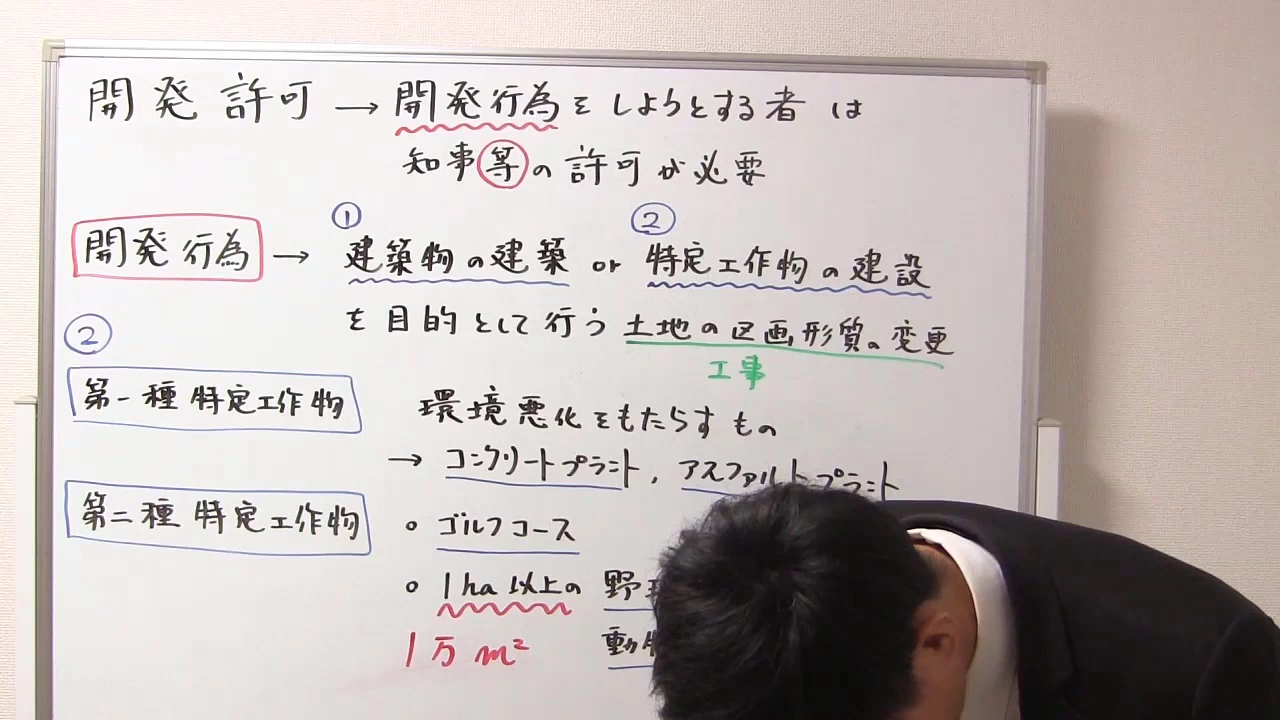 開発許可 → 開発行為をしようとする者は
知事等の許可が必要
① ②
開発行為 → 建築物の建築 or 特定工作物の建設
を目的として行う土地の区画形質の変更
工事
②
第一種特定工作物 環境悪化をもたらすもの
→ コンクリートプラント, アスファルトプラント
第二種特定工作物 ○ ゴルフコース
○ 1ha以上の 野
1万m² 動